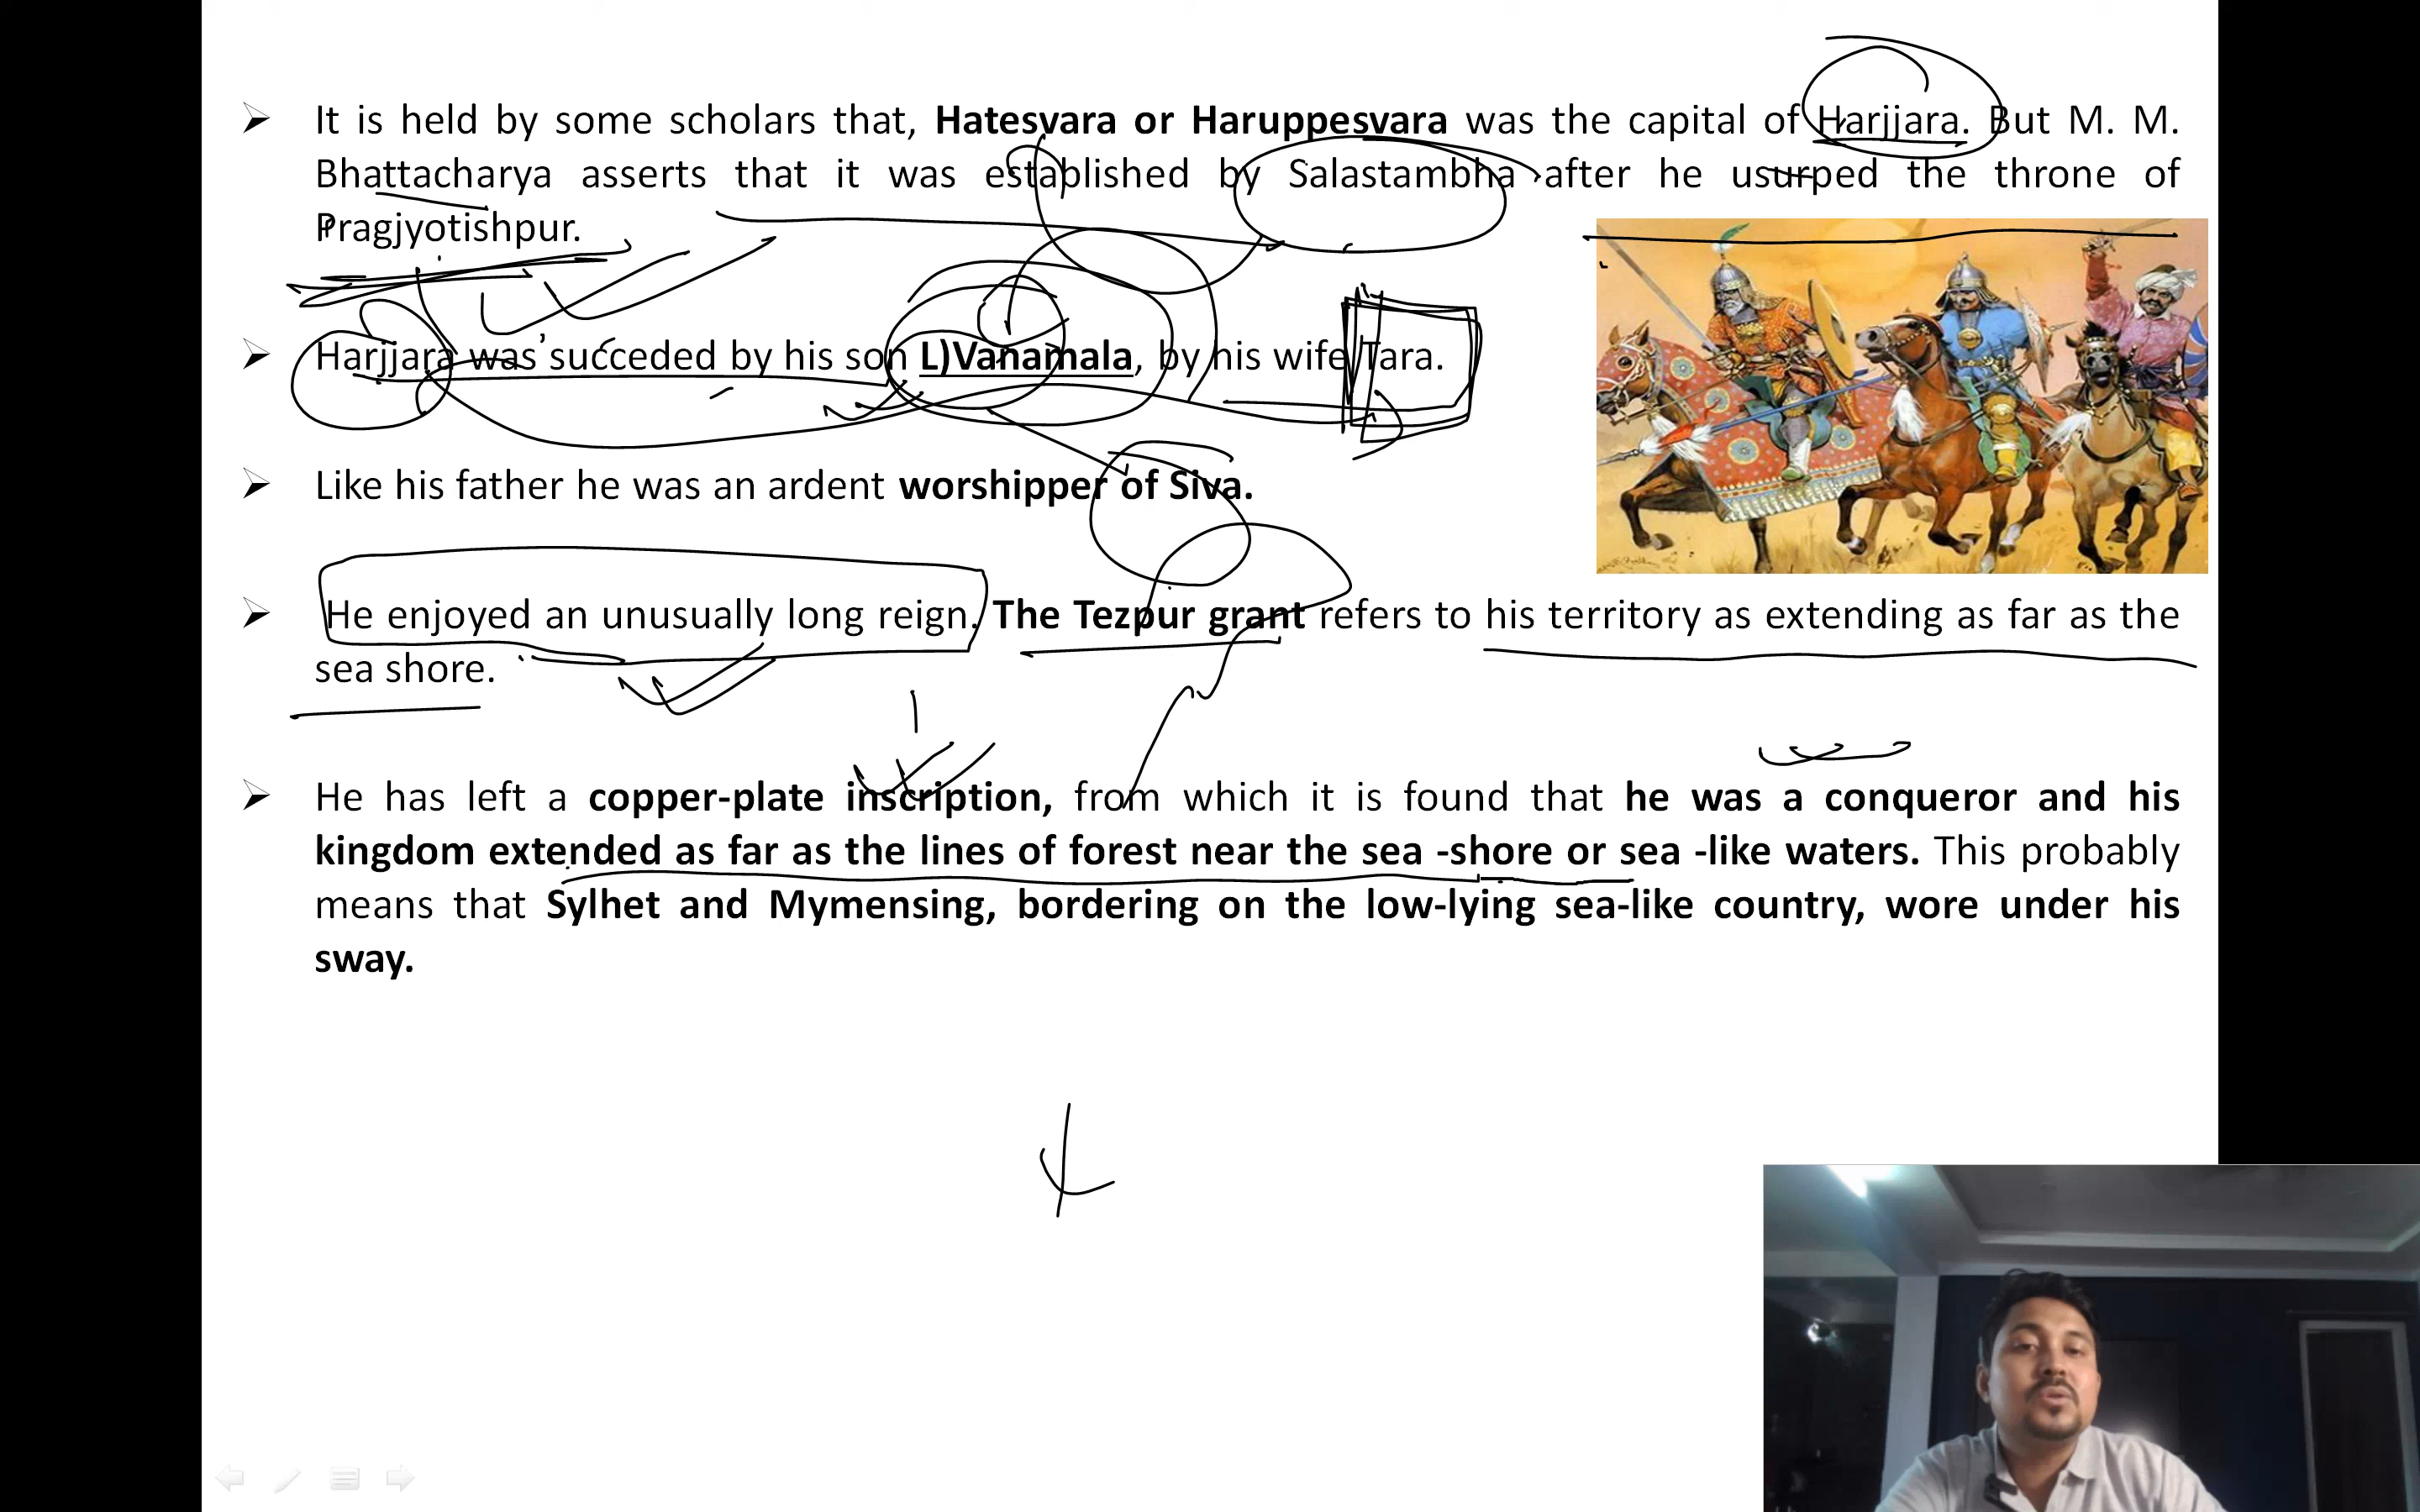 It is held by some scholars that, Hatesvara or Haruppesvara was the capital of Harjjara. But M. M.
Bhattacharya asserts that it was established by Salastambha after he usurped the throne of
Pragjyotishpur.
Harjjara was succeded by his son L)Vanamala, by his wife Tara.
Like his father he was an ardent worshipper of Siva.
He enjoyed an unusually long reign. The Tezpur grant refers to his territory as extending as far as the
sea shore.
He has left a copper-plate inscription, from which it is found that he was a conqueror and his
kingdom extended as far as the lines of forest near the sea -shore or sea -like waters. This probably
means that Sylhet and Mymensing, bordering on the low-lying sea-like country, wore under his
sway.